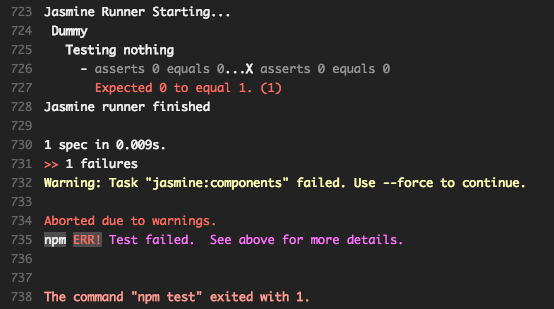 723 Jasmine Runner Starting...
724 Dummy
725 Testing nothing
726 - asserts 0 equals 0...X asserts 0 equals 0
727 Expected 0 to equal 1. (1)
728 Jasmine runner finished
729
730 1 spec in 0.009s.
731 >> 1 failures
732 Warning: Task "jasmine:components" failed. Use --force to continue.
733
734 Aborted due to warnings.
735 npm ERR! Test failed.  See above for more details.
736
737
738 The command "npm test" exited with 1.